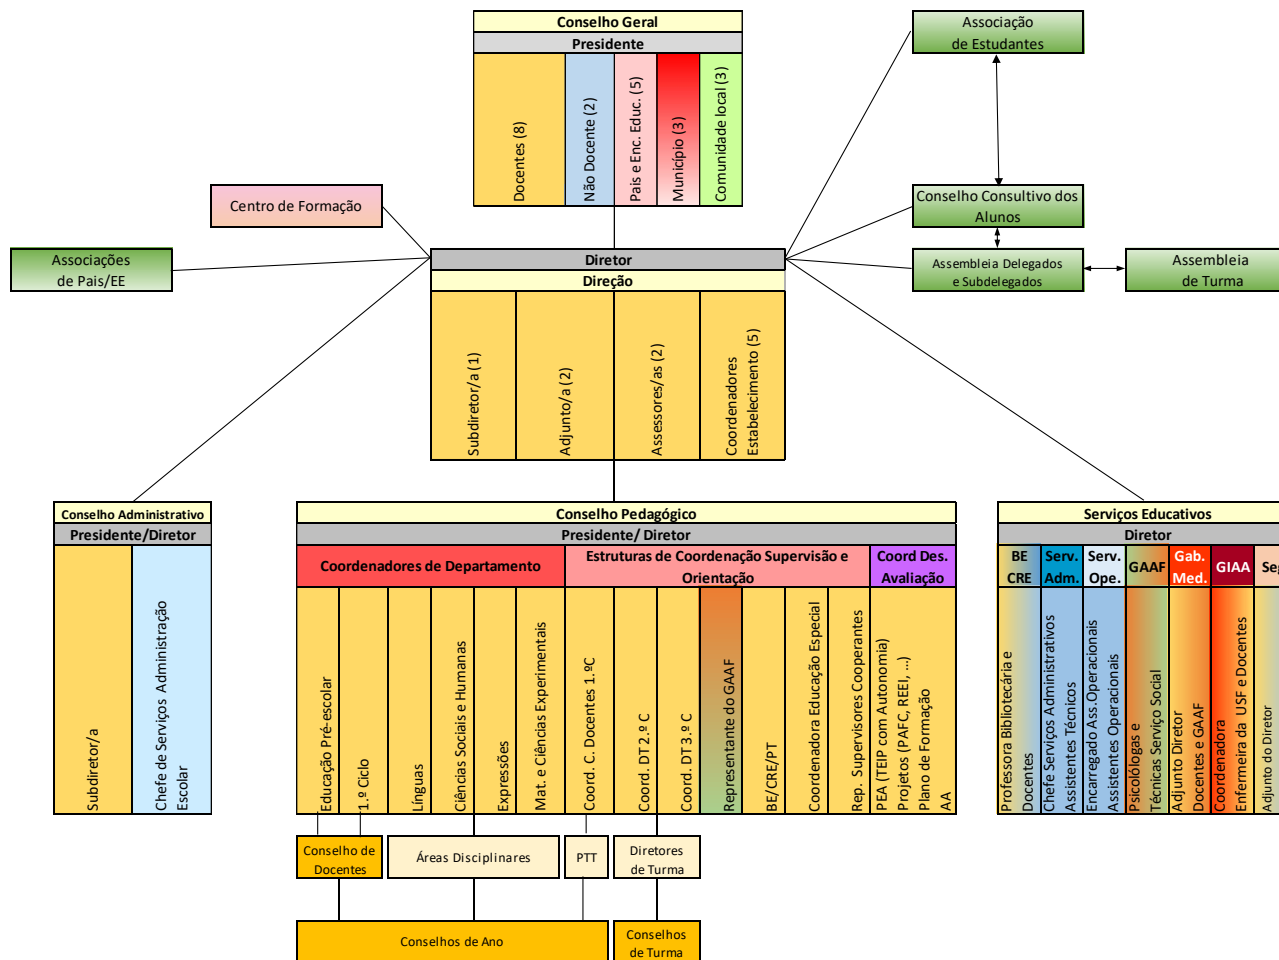 Conselho Geral
Presidente
Docentes (8)
Não Docente (2)
Pais e Enc. Educ. (5)
Município (3)
Comunidade local (3)
Associação
de Estudantes
Centro de Formação
Conselho Consultivo dos
Alunos
Associações
de Pais/EE
Diretor
Direção
Assembleia Delegados
e Subdelegados
Assembleia
de Turma
Subdiretor/a (1)
Adjunto/a (2)
Assessores/as (2)
Coordenadores
Estabelecimento (5)
Conselho Administrativo
Presidente/Diretor
Subdiretor/a
Chefe de Serviços Administração
Escolar
Conselho Pedagógico
Presidente/ Diretor
Coordenadores de Departamento
Estruturas de Coordenação Supervisão e
Orientação
Coord Des.
Avaliação
Educação Pré-escolar
1.º Ciclo
Línguas
Ciências Sociais e Humanas
Expressões
Mat. e Ciências Experimentais
Coord. C. Docentes 1.ºC
Coord. DT 2.º C
Coord. DT 3.º C
Representante do GAAF
BE/CRE/PT
Coordenadora Educação Especial
Rep. Supervisores Cooperantes
PEA (TEIP com Autonomia)
Projetos (PAFC, REEI, ...)
Plano de Formação
AA
Serviços Educativos
Diretor
BE
CRE
Serv.
Adm.
Serv.
Ope.
GAAF
Gab.
Med.
GIAA
Seg
Professora Bibliotecária e
Docentes
Chefe Serviços Administrativos
Assistentes Técnicos
Encarregado Ass.Operacionais
Assistentes Operacionais
Psicolólogas e
Técnicas Serviço Social
Adjunto Diretor
Docentes e GAAF
Coordenadora
Enfermeira da USF e Docentes
Adjunto do Diretor
Conselho de
Docentes
Áreas Disciplinares
PTT
Diretores
de Turma
Conselhos de Ano
Conselhos
de Turma